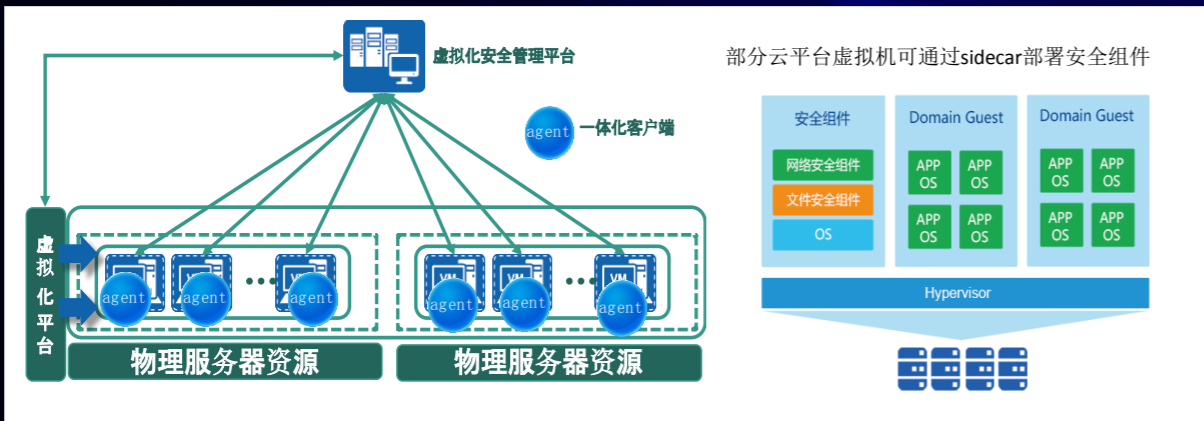 虚拟化安全管理平台
agent
一体化客户端
虚拟化平台
agent
agent
•••
agent
VM
agent
VM
agent
•••
agent
物理服务器资源
物理服务器资源
部分云平台虚拟机可通过sidecar部署安全组件
安全组件
网络安全组件
文件安全组件
OS
Domain Guest
APP
OS
APP
OS
APP
OS
APP
OS
Domain Guest
APP
OS
APP
OS
APP
OS
APP
OS
Hypervisor